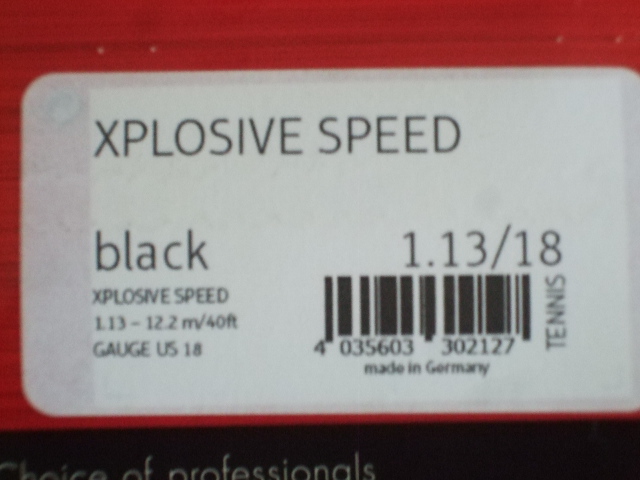 XPLOSIVE SPEED
black 1.13/18
XPLOSIVE SPEED
1.13 – 12.2 m/40ft
GAUGE US 18
TENNIS
4 035603 302127
made in Germany
Choice of professionals